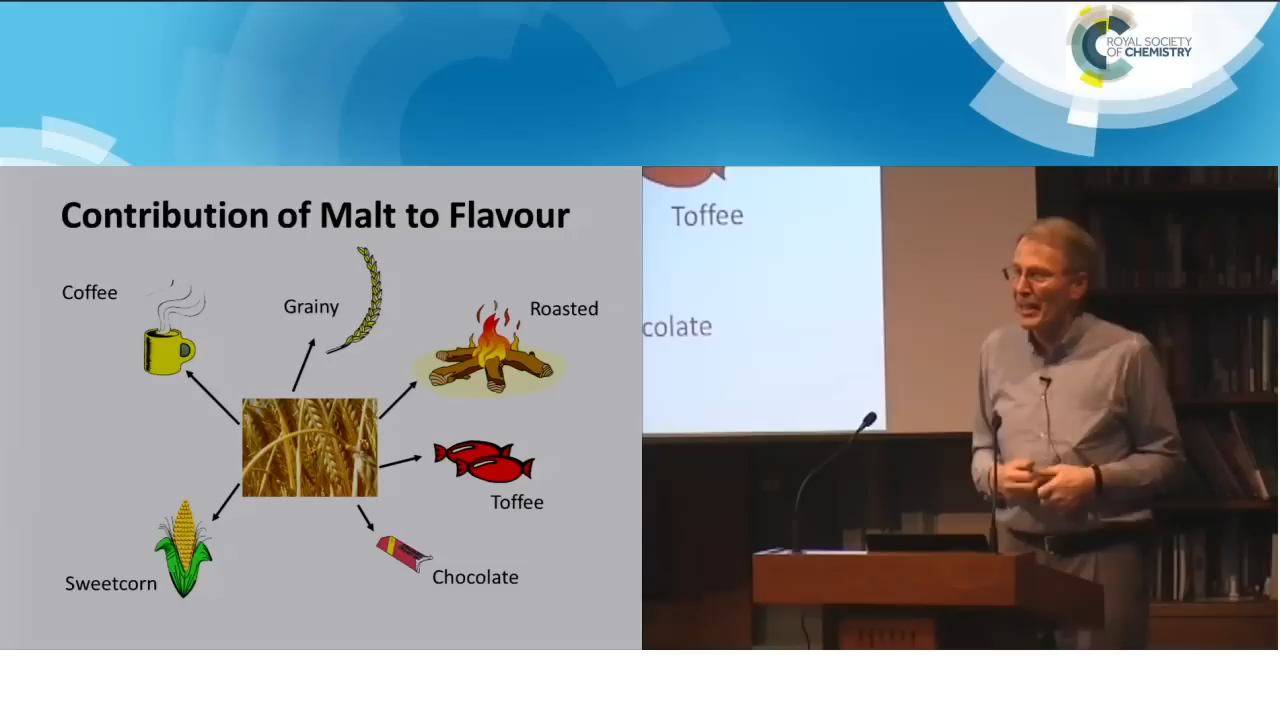 ROYAL SOCIETY
OF CHEMISTRY
Contribution of Malt to Flavour
Coffee
Grainy
Roasted
Toffee
Sweetcorn
Chocolate
Toffee
colate